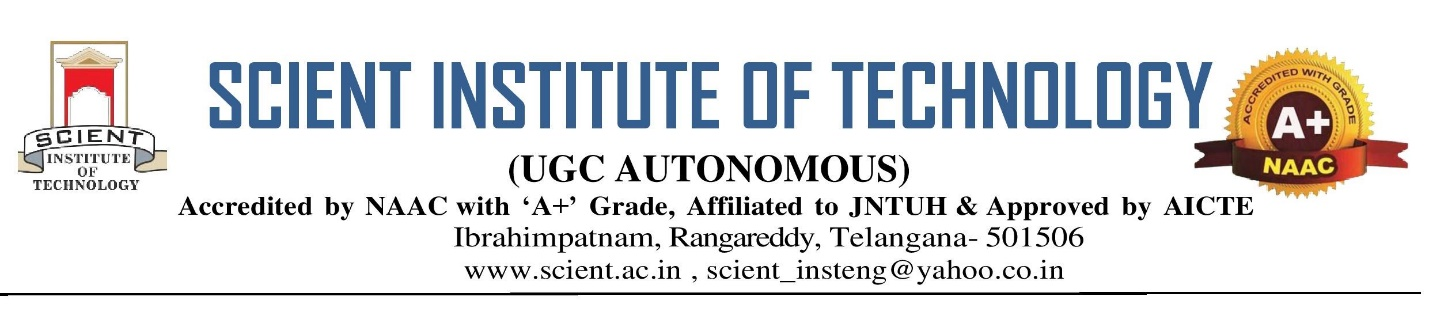 SCIENT INSTITUTE OF TECHNOLOGY
(UGC AUTONOMOUS)
Accredited by NAAC with ‘A+’ Grade, Affiliated to JNTUH & Approved by AICTE
Ibrahimpatnam, Rangareddy, Telangana- 501506
www.scient.ac.in , scient_insteng@yahoo.co.in
SCIENT
INSTITUTE
OF
TECHNOLOGY
ACCREDITED WITH GRADE
A+
NAAC